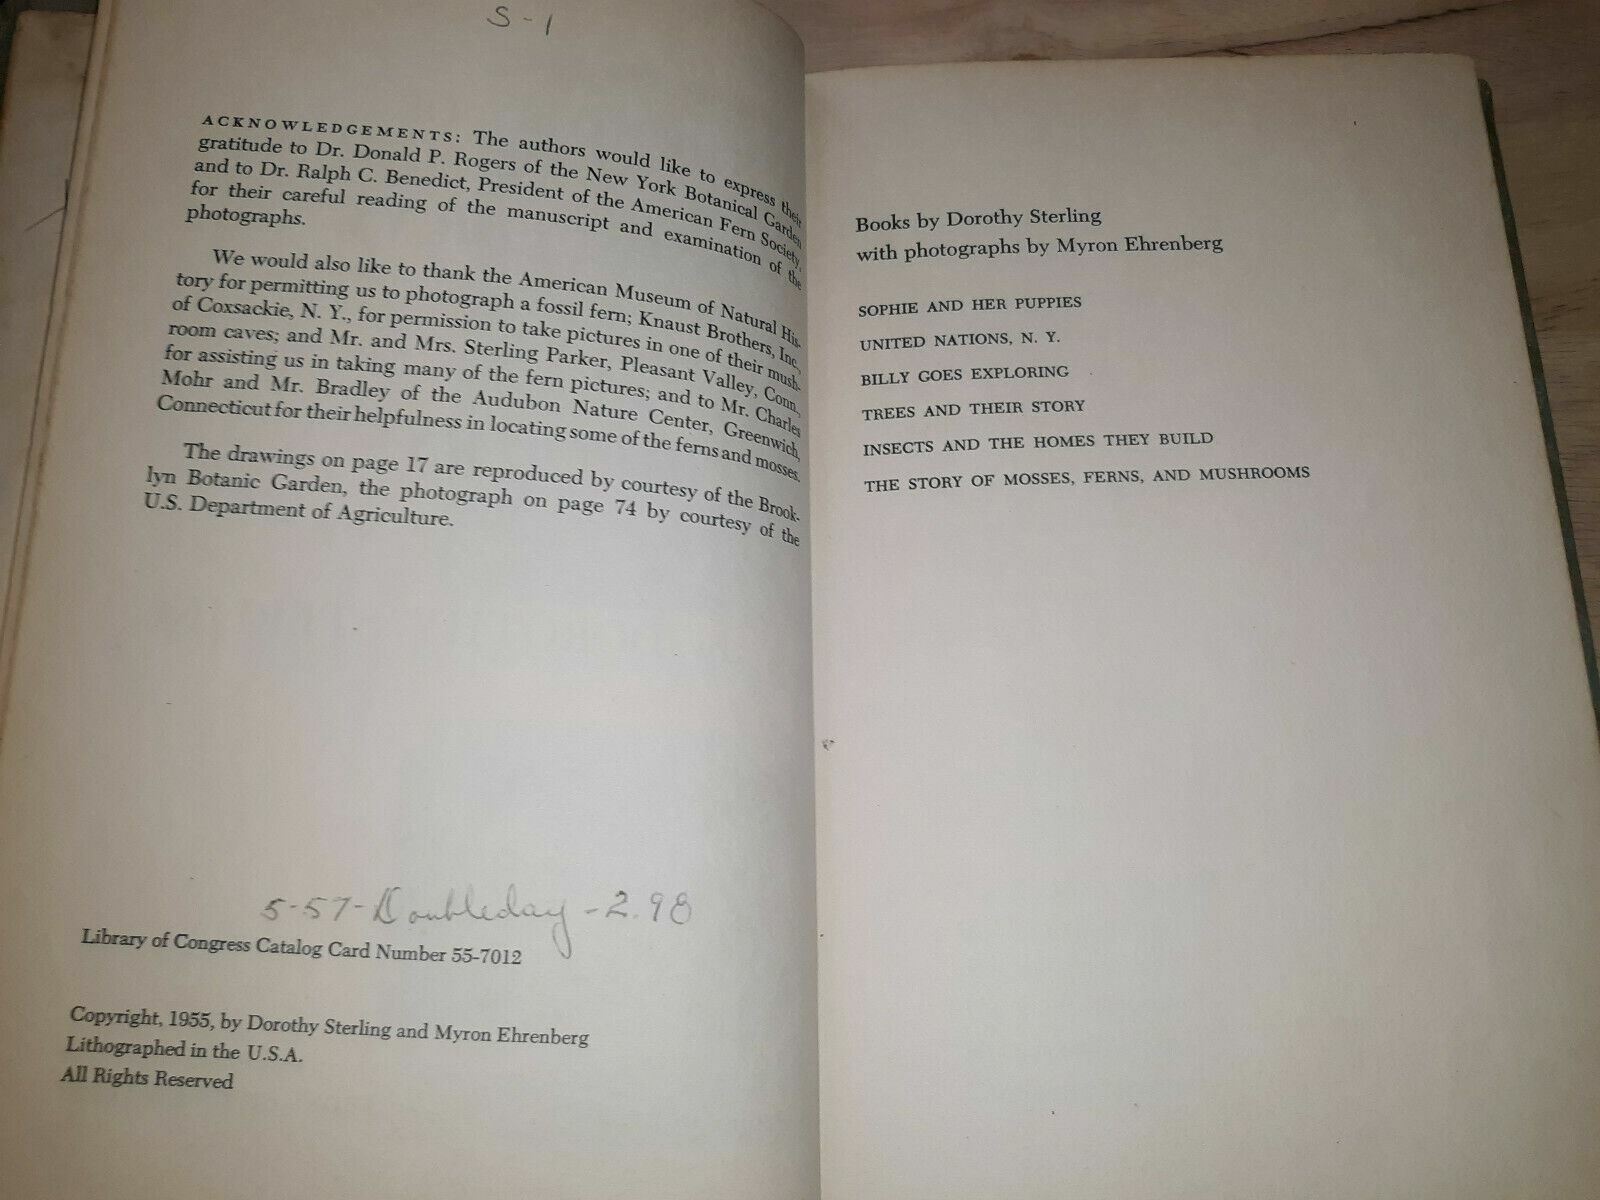 S-1
ACKNOWLEDGEMENTS: The authors would like to express their
gratitude to Dr. Donald P. Rogers of the New York Botanical Garden
and to Dr. Ralph C. Benedict, President of the American Fern Society,
for their careful reading of the manuscript and examination of the
photographs.
We would also like to thank the American Museum of Natural His-
tory for permitting us to photograph a fossil fern; Knaust Brothers, Inc.,
of Coxsackie, N. Y., for permission to take pictures in one of their mush-
room caves; and Mr. and Mrs. Sterling Parker, Pleasant Valley, Conn.,
for assisting us in taking many of the fern pictures; and to Mr. Charles
Mohr and Mr. Bradley of the Audubon Nature Center, Greenwich,
Connecticut for their helpfulness in locating some of the ferns and mosses.
The drawings on page 17 are reproduced by courtesy of the Brook-
lyn Botanic Garden, the photograph on page 74 by courtesy of the
U.S. Department of Agriculture.
5-57-Doubleday-2.98
Library of Congress Catalog Card Number 55-7012
Copyright, 1955, by Dorothy Sterling and Myron Ehrenberg
Lithographed in the U.S.A.
All Rights Reserved
Books by Dorothy Sterling
with photographs by Myron Ehrenberg
SOPHIE AND HER PUPPIES
UNITED NATIONS, N. Y.
BILLY GOES EXPLORING
TREES AND THEIR STORY
INSECTS AND THE HOMES THEY BUILD
THE STORY OF MOSSES, FERNS, AND MUSHROOMS